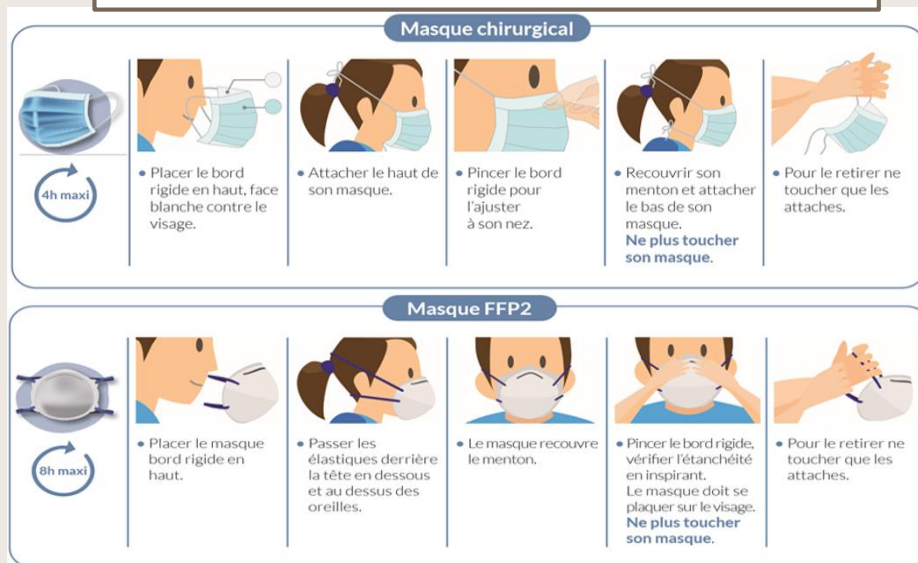 Masque chirurgical
4h maxi
• Placer le bord
rigide en haut, face
blanche contre le
visage.
• Attacher le haut de
son masque.
• Pincer le bord
rigide pour
l'ajuster
à son nez.
• Recouvrir son
menton et attacher
le bas de son
masque.
Ne plus toucher
son masque.
• Pour le retirer ne
toucher que les
attaches.
Masque FFP2
8h maxi
• Placer le masque
bord rigide en
haut.
• Passer les
élastiques derrière
la tête en dessous
et au dessus des
oreilles.
• Le masque recouvre
le menton.
• Pincer le bord rigide,
vérifier l'étanchéité
en inspirant.
Le masque doit se
plaquer sur le visage.
Ne plus toucher
son masque.
• Pour le retirer ne
toucher que les
attaches.